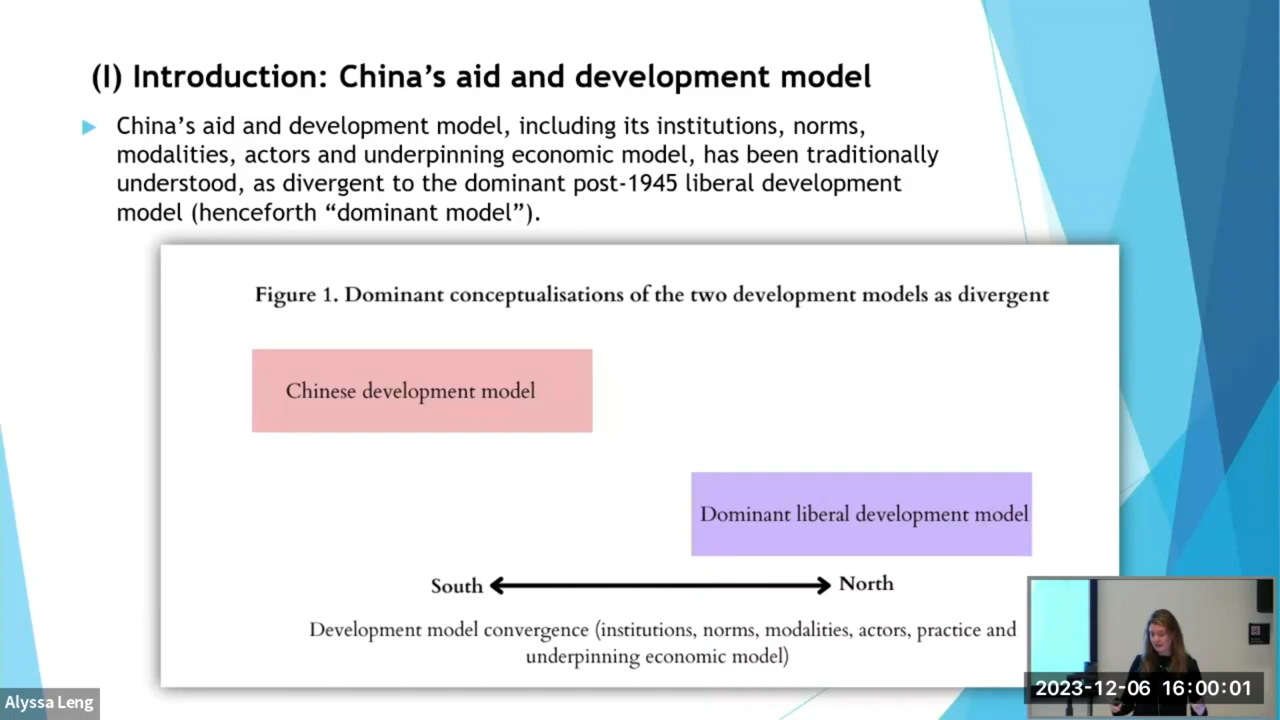 (I) Introduction: China’s aid and development model
China’s aid and development model, including its institutions, norms,
modalities, actors and underpinning economic model, has been traditionally
understood, as divergent to the dominant post-1945 liberal development
model (henceforth “dominant model”).
Figure 1. Dominant conceptualisations of the two development models as divergent
Chinese development model
Dominant liberal development model
South
North
Development model convergence (institutions, norms, modalities, actors, practice and
underpinning economic model)
2023-12-06 16:00:01
Alyssa Leng